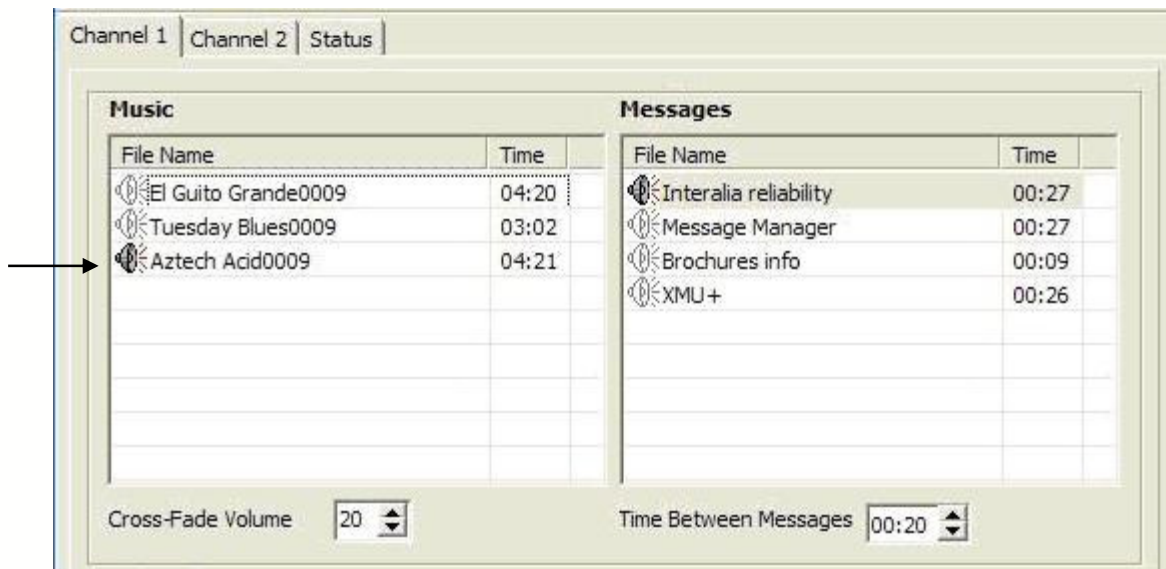 Channel 1 Channel 2 Status
Music
File Name Time
El Guito Grande0009 04:20
Tuesday Blues0009 03:02
Aztech Acid0009 04:21
Cross-Fade Volume 20
Messages
File Name Time
Interalia reliability 00:27
Message Manager 00:27
Brochures info 00:09
XMU+ 00:26
Time Between Messages 00:20